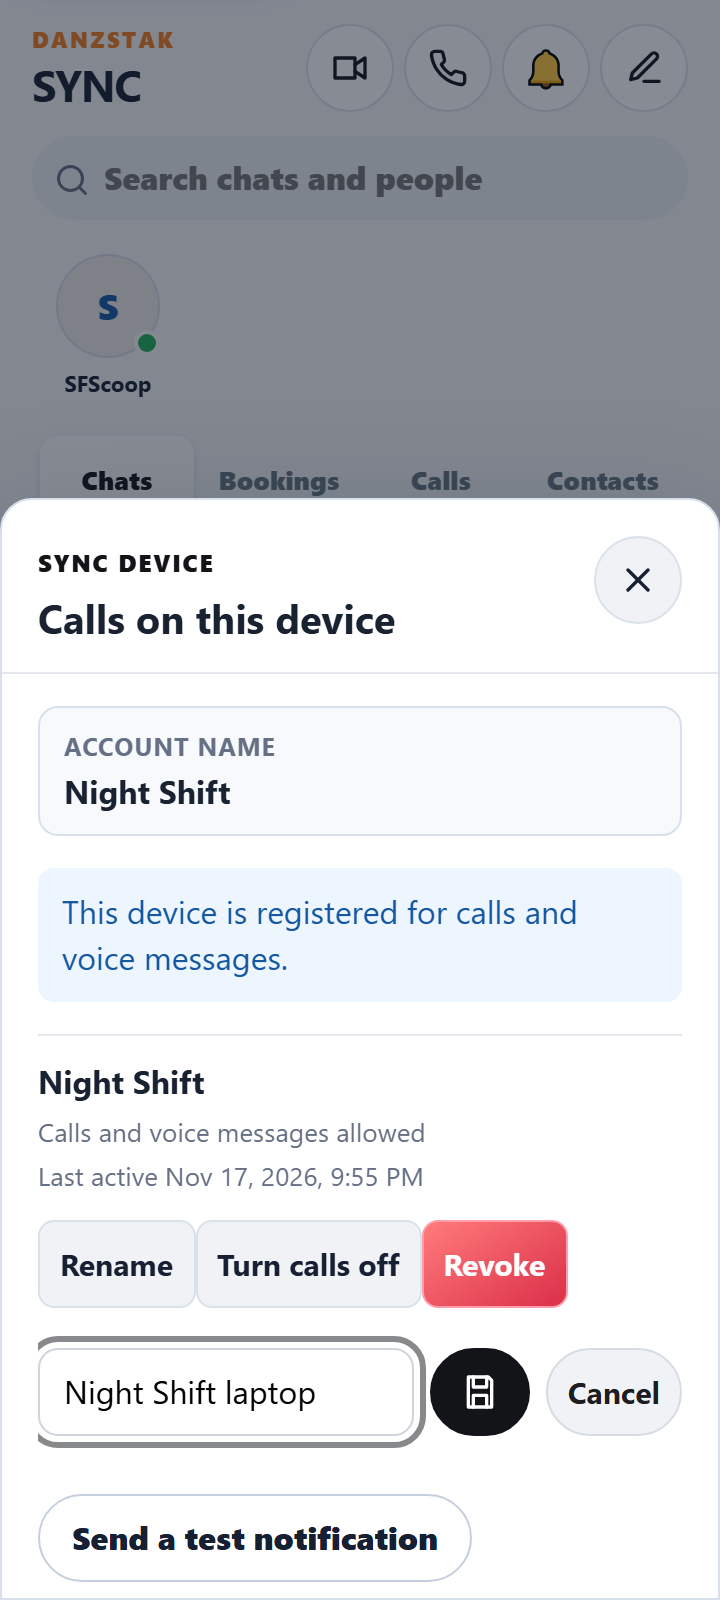 DANZSTAK
SYNC
Search chats and people
S
SFScoop
Chats Bookings Calls Contacts
SYNC DEVICE
Calls on this device
ACCOUNT NAME
Night Shift
This device is registered for calls and
voice messages.
Night Shift
Calls and voice messages allowed
Last active Nov 17, 2026, 9:55 PM
Rename Turn calls off Revoke
Night Shift laptop Cancel
Send a test notification